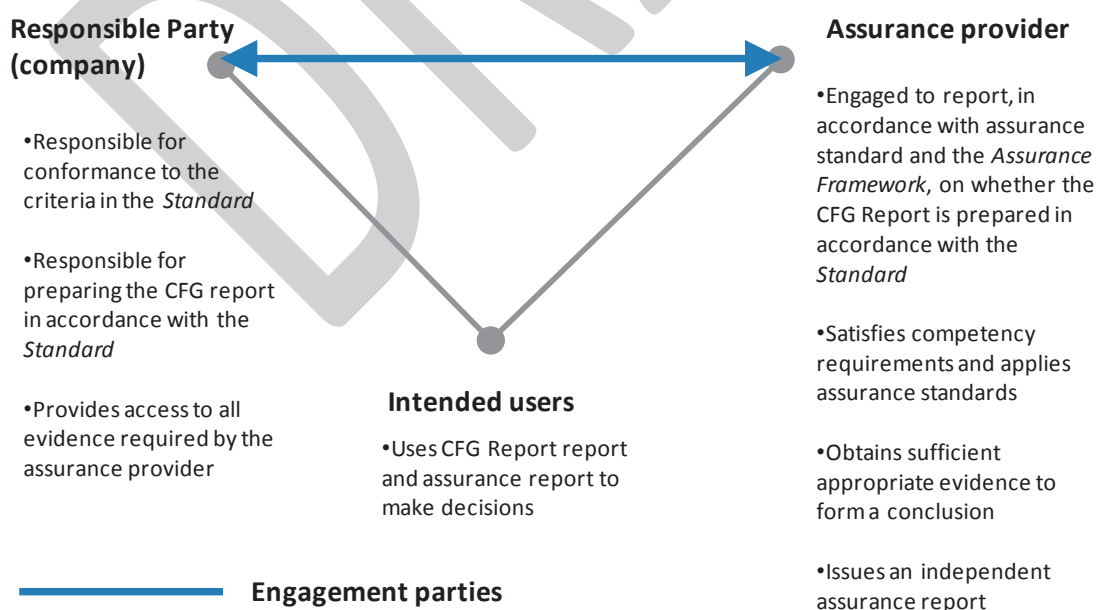 Responsible Party
(company)
•Responsible for
conformance to the
criteria in the Standard
•Responsible for
preparing the CFG report
in accordance with the
Standard
•Provides access to all
evidence required by the
assurance provider
Intended users
•Uses CFG Report report
and assurance report to
make decisions
Assurance provider
•Engaged to report, in
accordance with assurance
standard and the Assurance
Framework, on whether the
CFG Report is prepared in
accordance with the
Standard
•Satisfies competency
requirements and applies
assurance standards
•Obtains sufficient
appropriate evidence to
form a conclusion
•Issues an independent
assurance report
Engagement parties